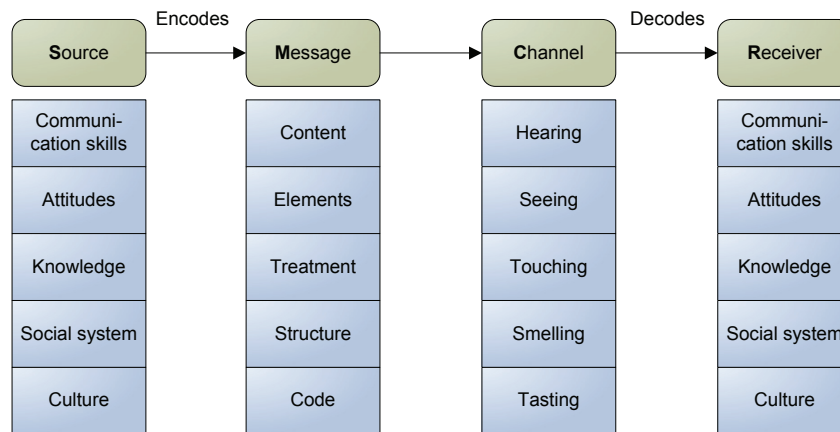 Encodes
Decodes
Source
Message
Channel
Receiver
Communi-
cation skills
Content
Hearing
Communi-
cation skills
Attitudes
Elements
Seeing
Attitudes
Knowledge
Treatment
Touching
Knowledge
Social system
Structure
Smelling
Social system
Culture
Code
Tasting
Culture